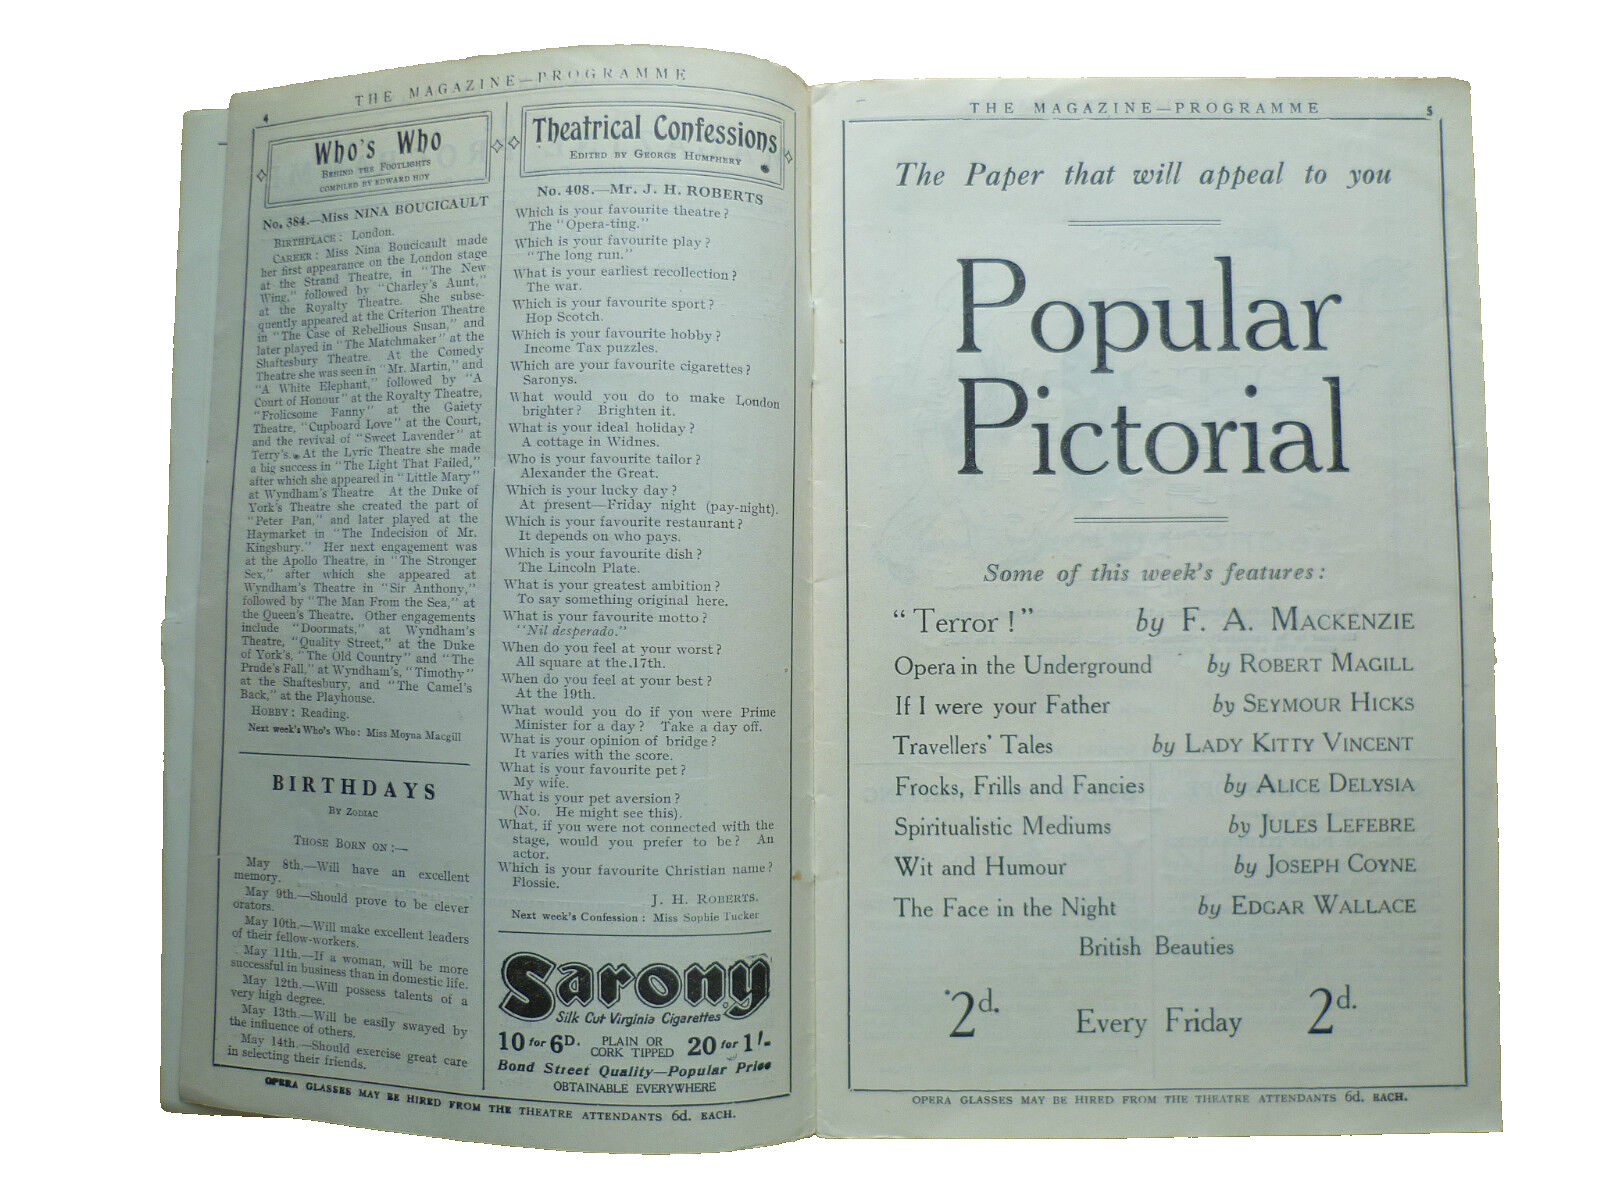 THE MAGAZINE—PROGRAMME
4
Who's Who
BEHIND THE FOOTLIGHTS
COMPILED BY EDWARD HOY
No. 384.—Miss NINA BOUCICAULT
BIRTHPLACE: London.
CAREER: Miss Nina Boucicault made
her first appearance on the London stage
at the Strand Theatre, in "The New
Wing," followed by "Charley's Aunt,"
at the Royalty Theatre. She subse-
quently appeared at the Criterion Theatre
in "The Case of Rebellious Susan," and
later played in "The Matchmaker" at the
Shaftesbury Theatre. At the Comedy
Theatre she was seen in "Mr. Martin," and
"A White Elephant," followed by "A
Court of Honour" at the Royalty Theatre,
"Frolicsome Fanny" at the Gaiety
Theatre, "Cupboard Love" at the Court,
and the revival of "Sweet Lavender" at
Terry's. At the Lyric Theatre she made
a big success in "The Light That Failed,"
after which she appeared in "Little Mary"
at Wyndham's Theatre At the Duke of
York's Theatre she created the part of
"Peter Pan," and later played at the
Haymarket in "The Indecision of Mr.
Kingsbury." Her next engagement was
at the Apollo Theatre, in "The Stronger
Sex," after which she appeared at
Wyndham's Theatre in "Sir Anthony,"
followed by "The Man From the Sea," at
the Queen's Theatre. Other engagements
include "Doormats," at Wyndham's
Theatre, "Quality Street," at the Duke
of York's, "The Old Country" and "The
Prude's Fall," at Wyndham's, "Timothy"
at the Shaftesbury, and "The Camel's
Back," at the Playhouse.
HOBBY: Reading.
Next week's Who's Who: Miss Moyna Macgill
BIRTHDAYS
BY ZODIAC
THOSE BORN ON:—
May 8th.—Will have an excellent
memory.
May 9th.—Should prove to be clever
orators.
May 10th.—Will make excellent leaders
of their fellow-workers.
May 11th.—If a woman, will be more
successful in business than in domestic life.
May 12th.—Will possess talents of a
very high degree.
May 13th.—Will be easily swayed by
the influence of others.
May 14th.—Should exercise great care
in selecting their friends.
Theatrical Confessions
EDITED BY GEORGE HUMPHERY
No. 408.—Mr. J. H. ROBERTS
Which is your favourite theatre?
The "Opera-ting."
Which is your favourite play?
"The long run."
What is your earliest recollection?
The war.
Which is your favourite sport?
Hop Scotch.
Which is your favourite hobby?
Income Tax puzzles.
Which are your favourite cigarettes?
Saronys.
What would you do to make London
brighter? Brighten it.
What is your ideal holiday?
A cottage in Widnes.
Who is your favourite tailor?
Alexander the Great.
Which is your lucky day?
At present—Friday night (pay-night).
Which is your favourite restaurant?
It depends on who pays.
Which is your favourite dish?
The Lincoln Plate.
What is your greatest ambition?
To say something original here.
What is your favourite motto?
"Nil desperado."
When do you feel at your worst?
All square at the 17th.
When do you feel at your best?
At the 19th.
What would you do if you were Prime
Minister for a day? Take a day off.
What is your opinion of bridge?
It varies with the score.
What is your favourite pet?
My wife.
What is your pet aversion?
(No. He might see this).
What, if you were not connected with the
stage, would you prefer to be? An
actor.
Which is your favourite Christian name?
Flossie.
J. H. ROBERTS.
Next week's Confession: Miss Sophie Tucker
Sarony
Silk Cut Virginia Cigarettes
10 for 6D. PLAIN OR CORK TIPPED 20 for 1/-
Bond Street Quality—Popular Price
OBTAINABLE EVERYWHERE
OPERA GLASSES MAY BE HIRED FROM THE THEATRE ATTENDANTS 6d. EACH.
THE MAGAZINE—PROGRAMME
5
The Paper that will appeal to you
Popular
Pictorial
Some of this week's features:
"Terror!" by F. A. MACKENZIE
Opera in the Underground by ROBERT MAGILL
If I were your Father by SEYMOUR HICKS
Travellers' Tales by LADY KITTY VINCENT
Frocks, Frills and Fancies by ALICE DELYSIA
Spiritualistic Mediums by JULES LEFEBRE
Wit and Humour by JOSEPH COYNE
The Face in the Night by EDGAR WALLACE
British Beauties
2d. Every Friday 2d.
OPERA GLASSES MAY BE HIRED FROM THE THEATRE ATTENDANTS 6d. EACH.